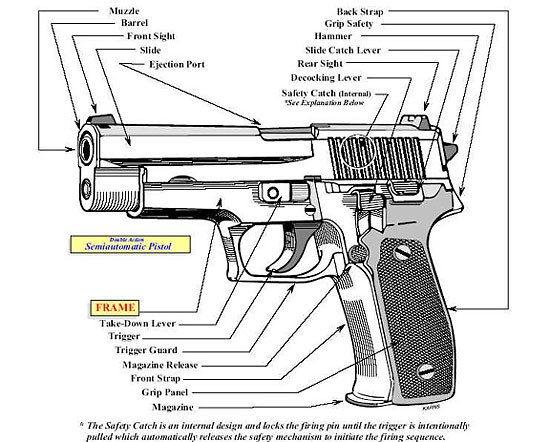 Muzzle
Barrel
Front Sight
Slide
Ejection Port
Back Strap
Grip Safety
Hammer
Slide Catch Lever
Rear Sight
Decocking Lever
Safety Catch (Internal)
*See Explanation Below
Double Action
Semiautomatic Pistol
FRAME
Take-Down Lever
Trigger
Trigger Guard
Magazine Release
Front Strap
Grip Panel
Magazine
KARNS
* The Safety Catch is an internal design and locks the firing pin until the trigger is intentionally
pulled which automatically releases the safety mechanism to initiate the firing sequece.